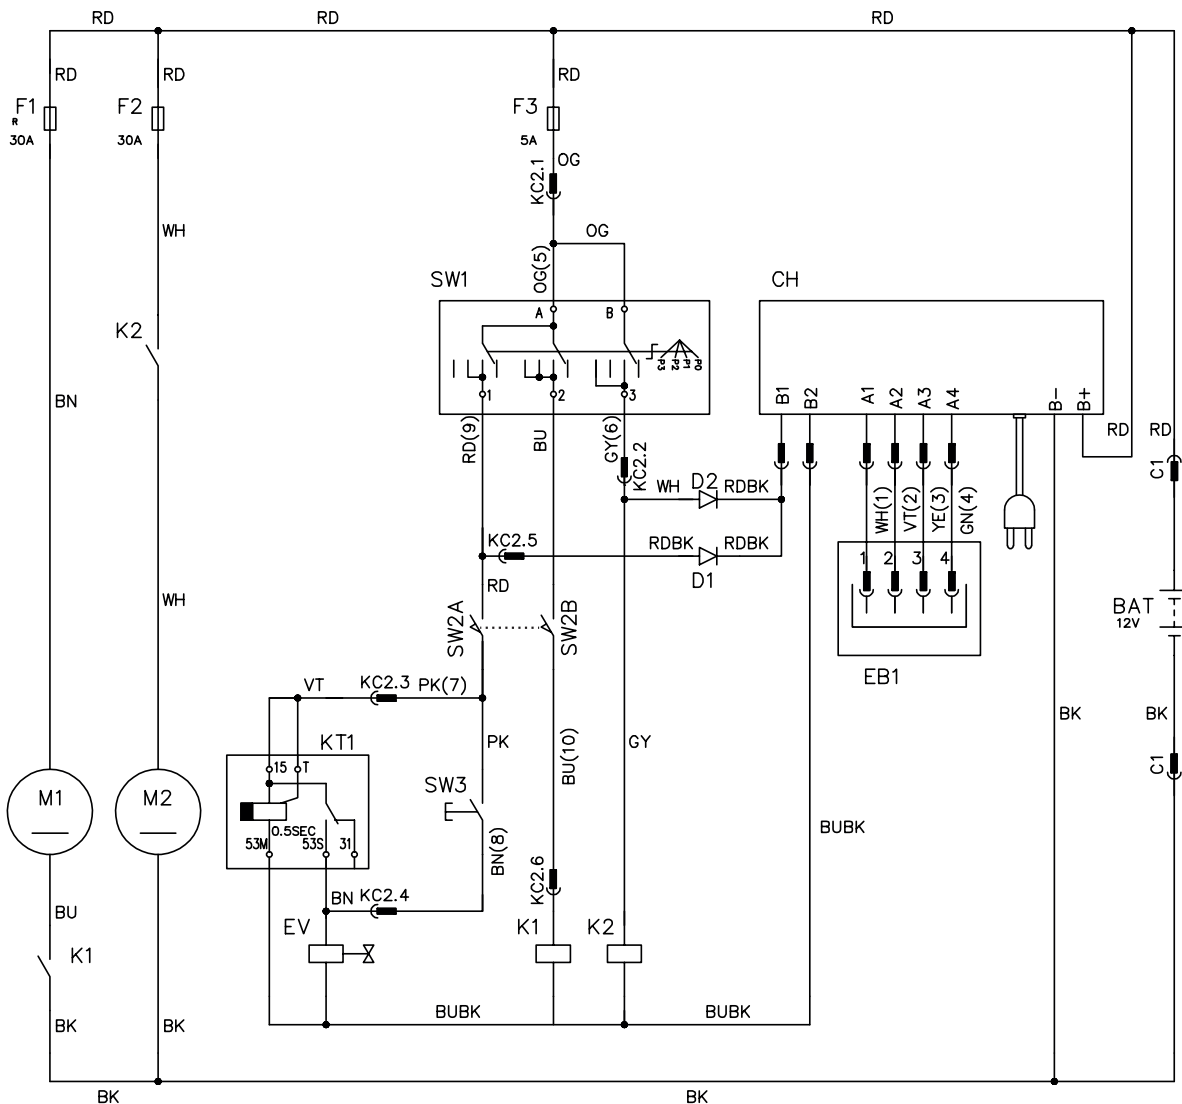 RD
RD
RD
RD
RD
RD
F1
R
30A
F2
30A
F3
5A
OG
KC2.1
WH
OG
OG(5)
SW1
CH
A
B
K2
P3
P2
P1
P0
1
2
3
BN
B1
B2
A1
A2
A3
A4
B-
B+
RD(9)
BU
GY(6)
KC2.2
RD
RD
C1
WH
D2
RDBK
WH(1)
VT(2)
YE(3)
GN(4)
KC2.5
RDBK
RDBK
D1
1
2
3
4
RD
WH
SW2A
SW2B
BAT
12V
EB1
VT
KC2.3
PK(7)
KT1
PK
BU(10)
GY
BK
BK
15
T
C1
M1
M2
SW3
0.5SEC
53M
53S
31
BN(8)
BUBK
KC2.6
BN
KC2.4
BU
EV
K1
K2
K1
BUBK
BUBK
BK
BK
BK
BK